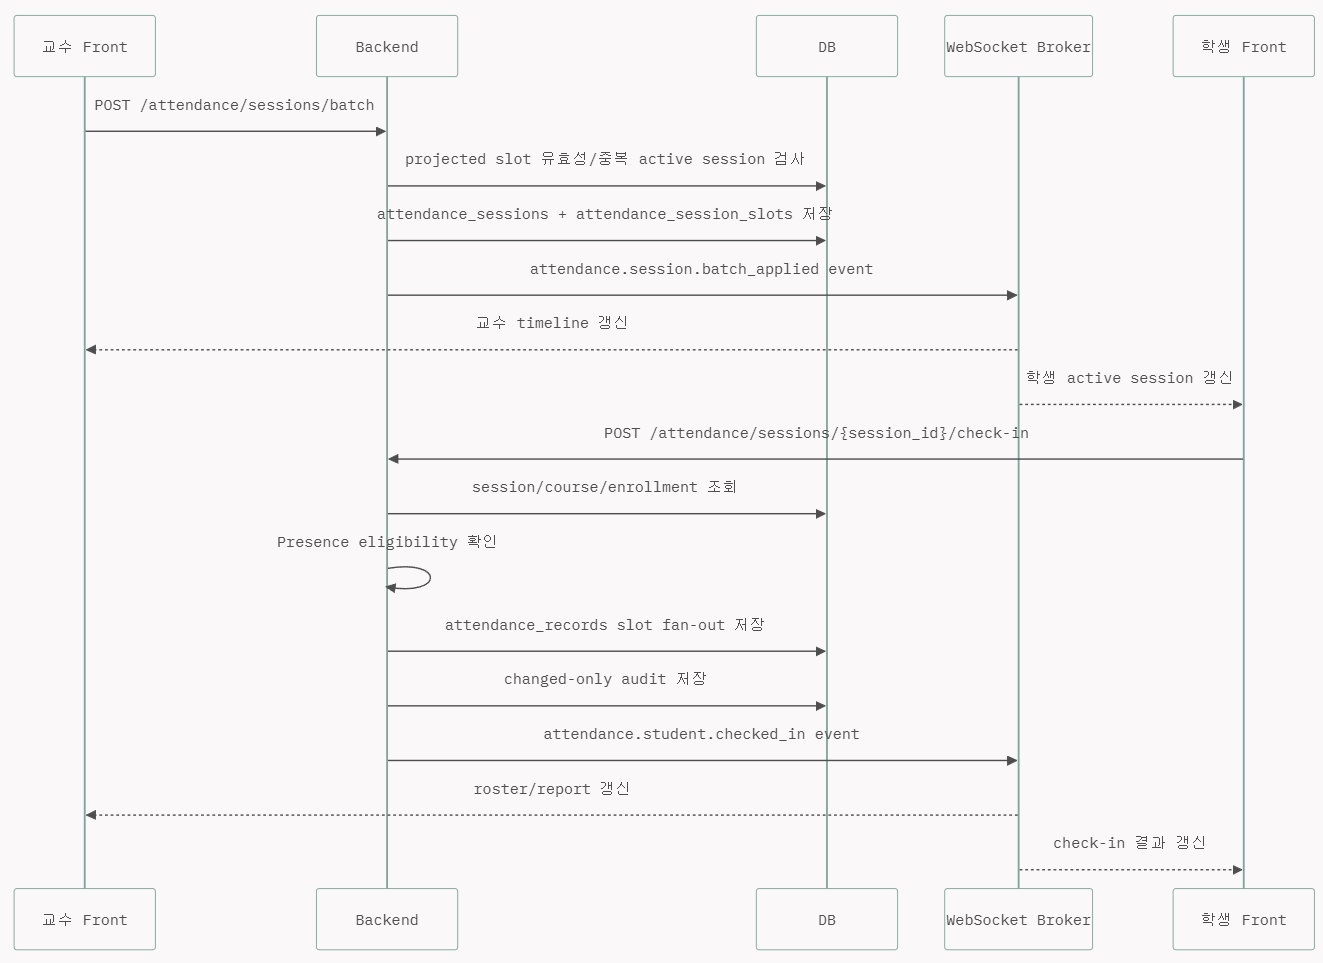 교수 Front
Backend
DB
WebSocket Broker
학생 Front
POST /attendance/sessions/batch
projected slot 유효성/중복 active session 검사
attendance_sessions + attendance_session_slots 저장
attendance.session.batch_applied event
교수 timeline 갱신
학생 active session 갱신
POST /attendance/sessions/{session_id}/check-in
session/course/enrollment 조회
Presence eligibility 확인
attendance_records slot fan-out 저장
changed-only audit 저장
attendance.student.checked_in event
roster/report 갱신
check-in 결과 갱신
교수 Front
Backend
DB
WebSocket Broker
학생 Front